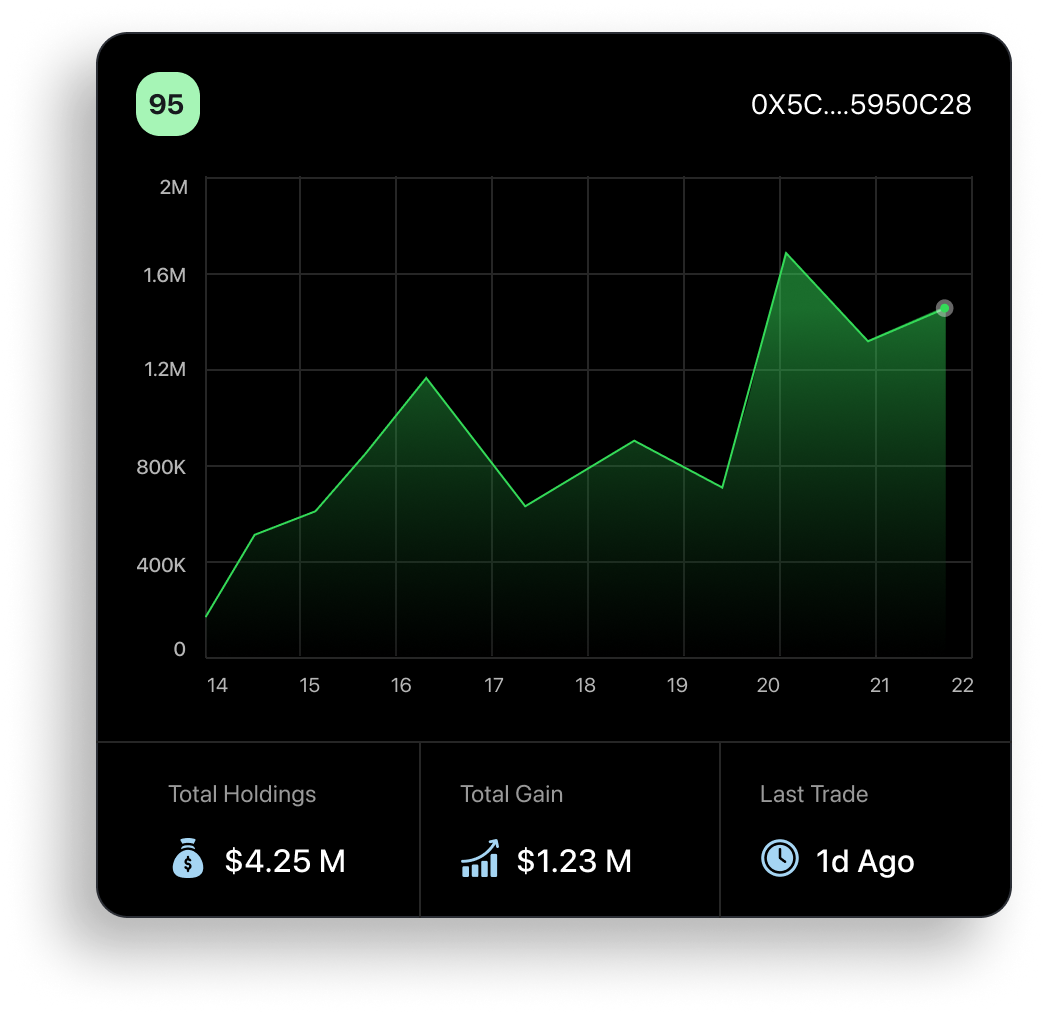 95
0X5C....5950C28
2M
1.6M
1.2M
800K
400K
0
14 15 16 17 18 19 20 21 22
Total Holdings
$4.25 M
Total Gain
$1.23 M
Last Trade
1d Ago